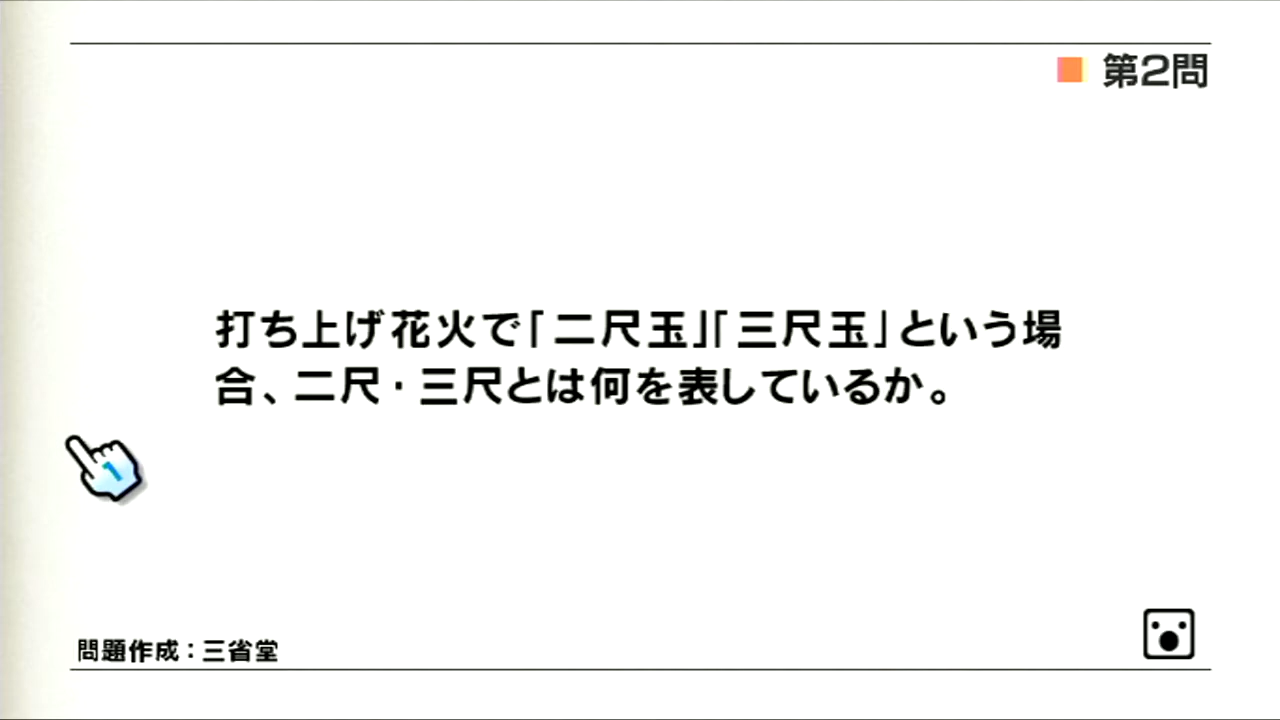 ■ 第2問
打ち上げ花火で「二尺玉」「三尺玉」という場
合、二尺・三尺とは何を表しているか。
1
問題作成:三省堂